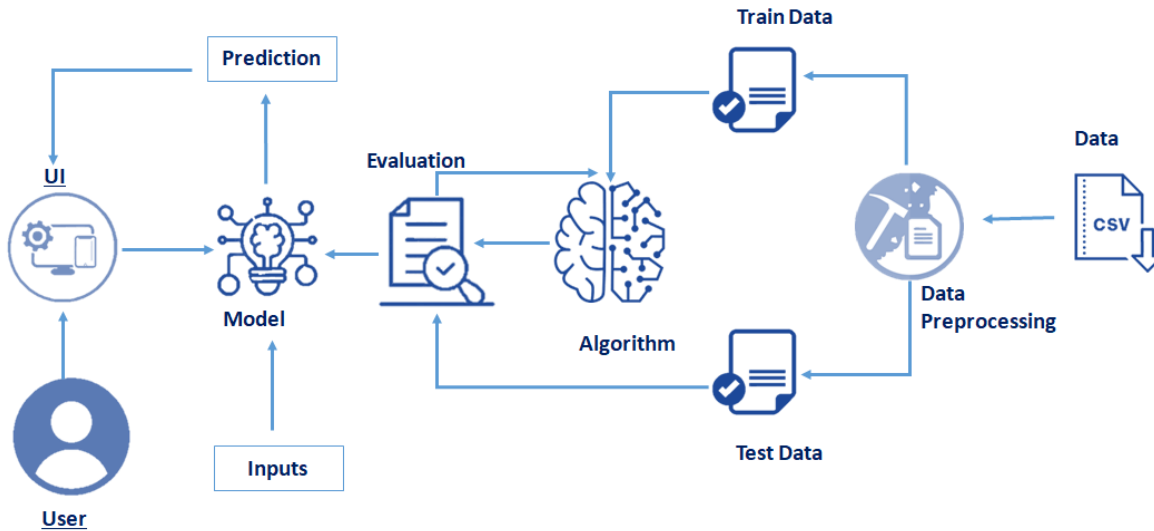 Train Data
Prediction
Data
Evaluation
UI
CSV
Model
Data
Preprocessing
Algorithm
Inputs
Test Data
User